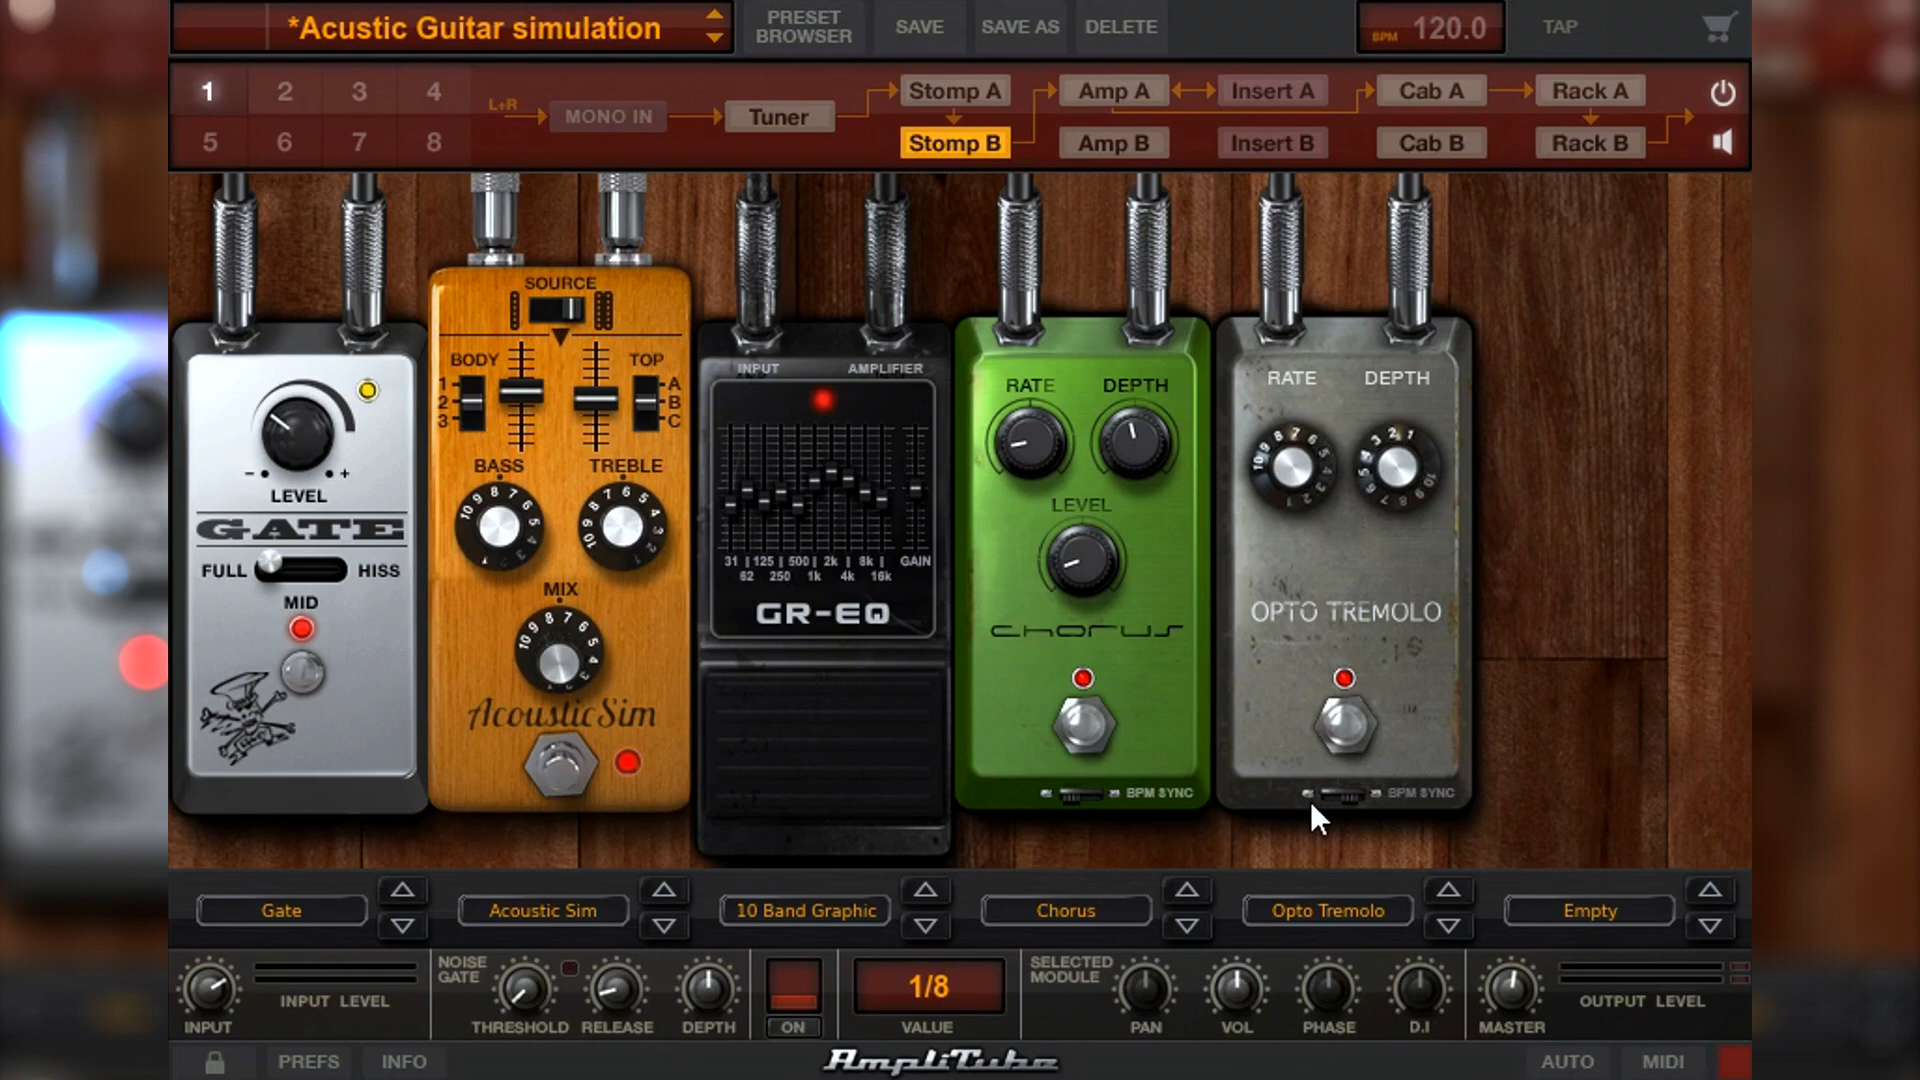 *Acustic Guitar simulation
PRESET BROWSER
SAVE
SAVE AS
DELETE
BPM 120.0
TAP
1 2 3 4
5 6 7 8
L+R
MONO IN
Tuner
Stomp A
Amp A
Insert A
Cab A
Rack A
Stomp B
Amp B
Insert B
Cab B
Rack B
LEVEL
GATE
FULL HISS
MID
SOURCE
BODY TOP
1 2 3
A B C
BASS TREBLE
MIX
AcousticSim
INPUT AMPLIFIER
31 | 125 | 500 | 2k | 8k | GAIN
62 250 1k 4k 16k
GR-EQ
RATE DEPTH
LEVEL
chorus
BPM SYNC
RATE DEPTH
OPTO TREMOLO
BPM SYNC
Gate
Acoustic Sim
10 Band Graphic
Chorus
Opto Tremolo
Empty
INPUT
INPUT LEVEL
NOISE GATE
THRESHOLD
RELEASE
DEPTH
ON
1/8
VALUE
SELECTED MODULE
PAN
VOL
PHASE
D.I
MASTER
OUTPUT LEVEL
PREFS
INFO
AmpliTube
AUTO
MIDI